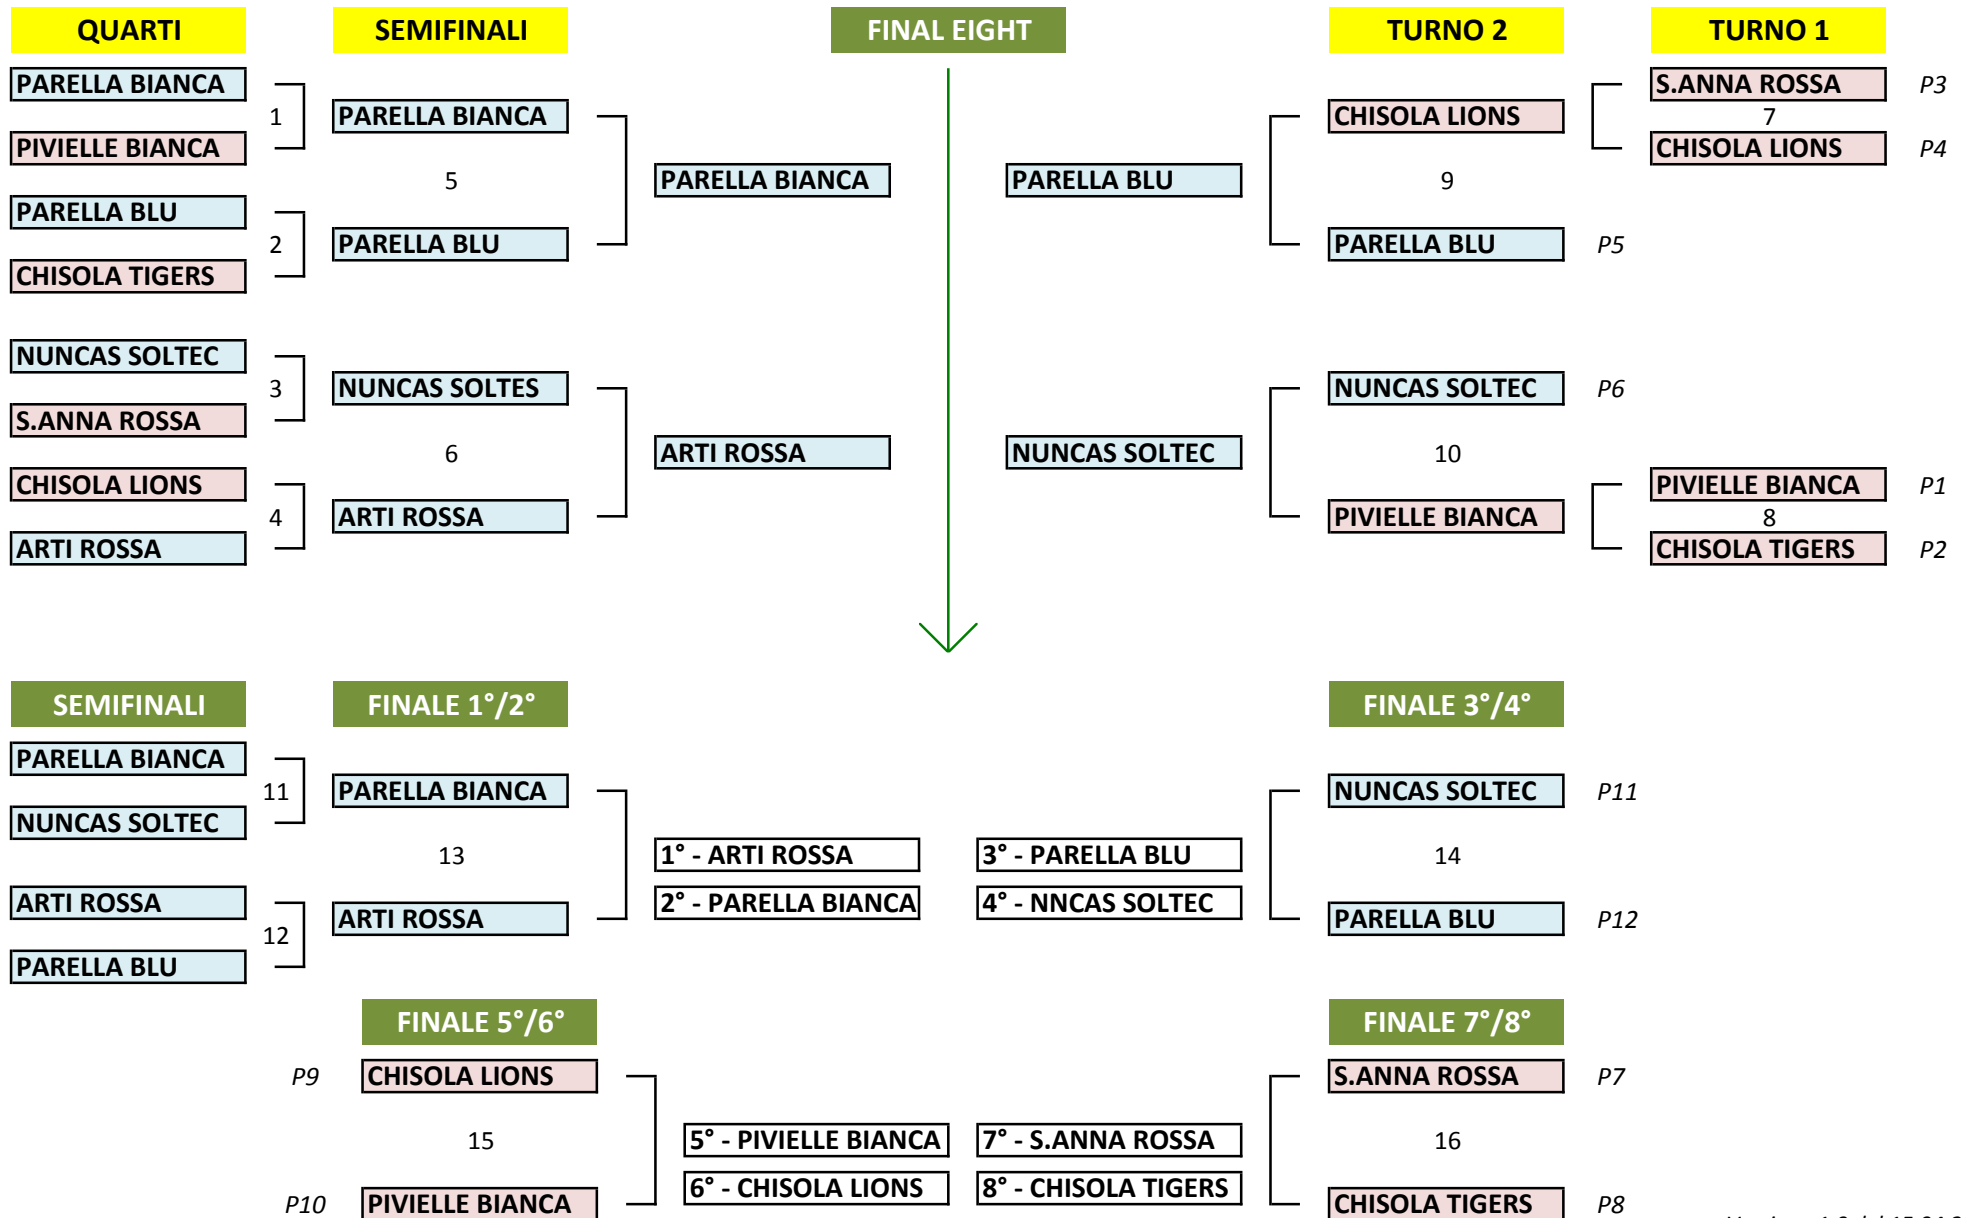 QUARTI SEMIFINALI FINAL EIGHT TURNO 2 TURNO 1
PARELLA BIANCA S.ANNA ROSSA P3
1 PARELLA BIANCA CHISOLA LIONS 7
PIVIELLE BIANCA CHISOLA LIONS P4
5 PARELLA BIANCA PARELLA BLU 9
PARELLA BLU
2 PARELLA BLU PARELLA BLU P5
CHISOLA TIGERS
NUNCAS SOLTEC
3 NUNCAS SOLTES NUNCAS SOLTEC P6
S.ANNA ROSSA
6 ARTI ROSSA NUNCAS SOLTEC 10
CHISOLA LIONS PIVIELLE BIANCA P1
4 ARTI ROSSA PIVIELLE BIANCA 8
ARTI ROSSA CHISOLA TIGERS P2
SEMIFINALI FINALE 1°/2° FINALE 3°/4°
PARELLA BIANCA
11 PARELLA BIANCA NUNCAS SOLTEC P11
NUNCAS SOLTEC
13 1° - ARTI ROSSA 3° - PARELLA BLU 14
ARTI ROSSA 2° - PARELLA BIANCA 4° - NNCAS SOLTEC
12 ARTI ROSSA PARELLA BLU P12
PARELLA BLU
FINALE 5°/6° FINALE 7°/8°
P9 CHISOLA LIONS S.ANNA ROSSA P7
15 5° - PIVIELLE BIANCA 7° - S.ANNA ROSSA 16
6° - CHISOLA LIONS 8° - CHISOLA TIGERS
P10 PIVIELLE BIANCA CHISOLA TIGERS P8